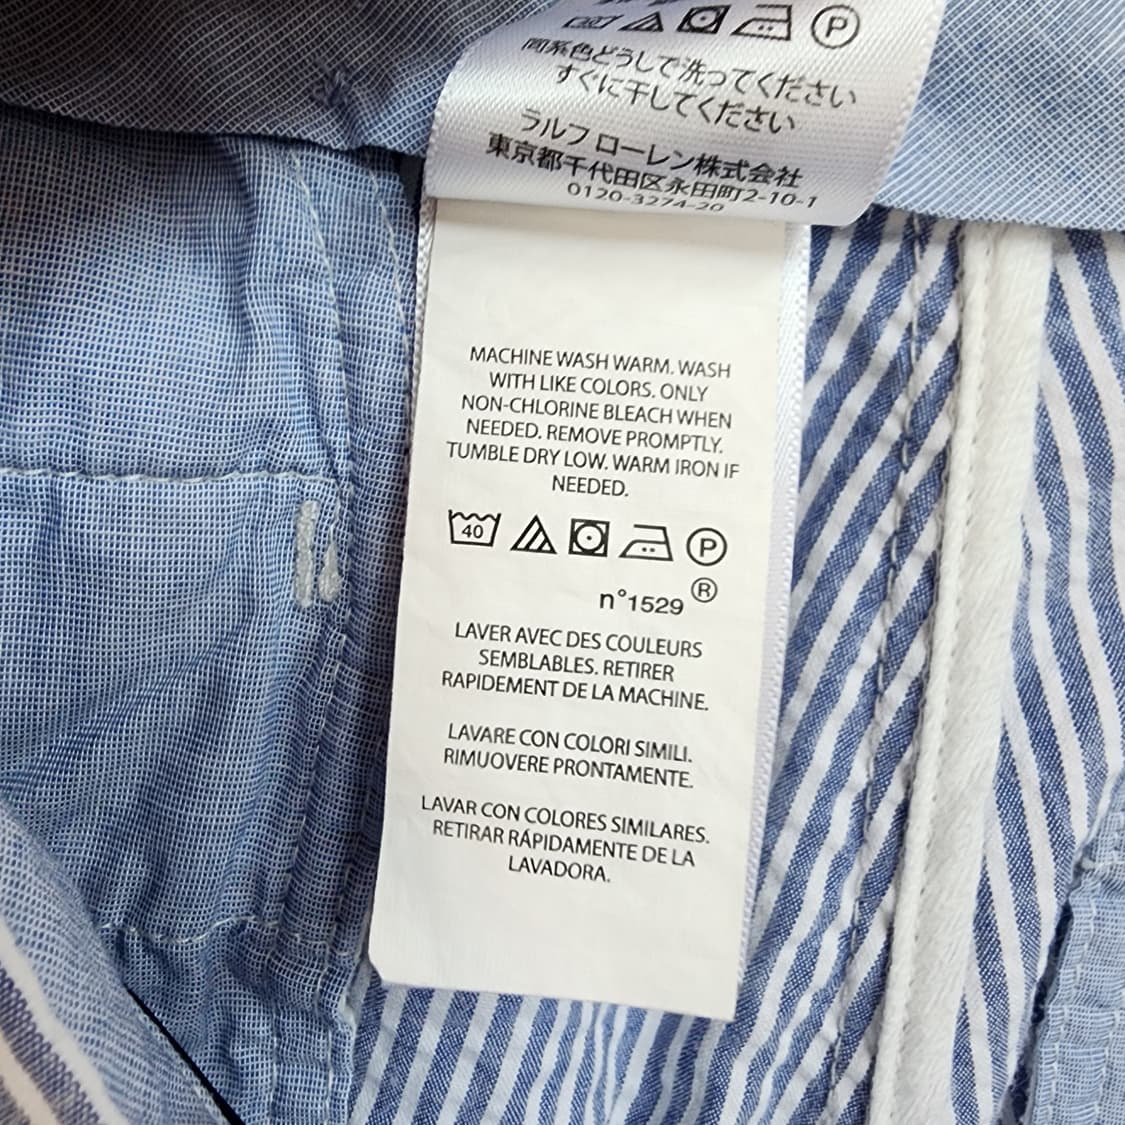 同系色どうしで洗ってください
すぐに干してください
ラルフ ローレン株式会社
東京都千代田区永田町2-10-1
0120-3274-20
MACHINE WASH WARM. WASH
WITH LIKE COLORS. ONLY
NON-CHLORINE BLEACH WHEN
NEEDED. REMOVE PROMPTLY.
TUMBLE DRY LOW. WARM IRON IF
NEEDED.
40 P
n°1529 ®
LAVER AVEC DES COULEURS
SEMBLABLES. RETIRER
RAPIDEMENT DE LA MACHINE.
LAVARE CON COLORI SIMILI.
RIMUOVERE PRONTAMENTE.
LAVAR CON COLORES SIMILARES.
RETIRAR RÁPIDAMENTE DE LA
LAVADORA.